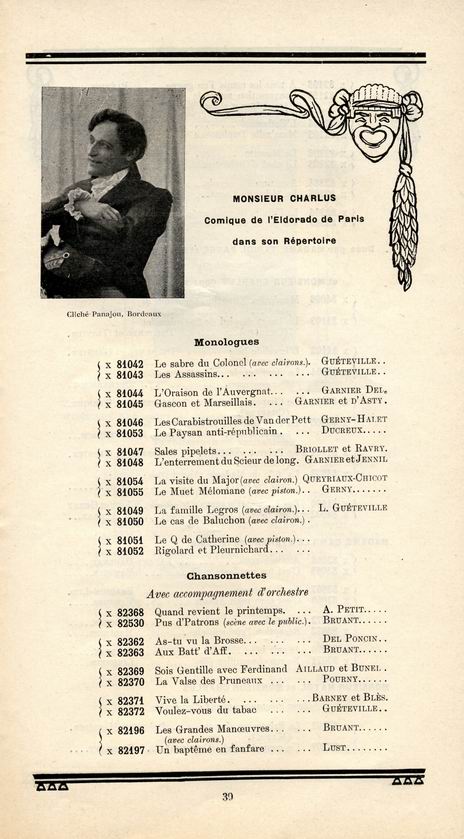 MONSIEUR CHARLUS
Comique de l'Eldorado de Paris
dans son Répertoire
Cliché Panajou, Bordeaux
Monologues
x 81042 Le sabre du Colonel (avec clairons). GUÉTEVILLE..
x 81043 Les Assassins... ... ... ... GUÉTEVILLE..
x 81044 L'Oraison de l'Auvergnat... ... GARNIER DEL.
x 81045 Gascon et Marseillais. ... GARNIER et D'ASTY.
x 81046 Les Carabistrouilles de Van der Pett GERNY-HALET
x 81053 Le Paysan anti-républicain. ... DUCREUX.....
x 81047 Sales pipelets... ... BRIOLLET et RAVRY.
x 81048 L'enterrement du Scieur de long. GARNIER et JENNIL
x 81054 La visite du Major (avec clairon.) QUEYRIAUX-CHICOT
x 81055 Le Muet Mélomane (avec piston.).. GERNY.......
x 81049 La famille Legros (avec clairon.)... L. GUÉTEVILLE
x 81050 Le cas de Baluchon (avec clairon.) .
x 81051 Le Q de Catherine (avec piston.)...
x 81052 Rigolard et Pleurnichard... ...
Chansonnettes
Avec accompagnement d'orchestre
x 82368 Quand revient le printemps. ... A. PETIT.....
x 82530 Pus d'Patrons (scène avec le public.). BRUANT.....
x 82362 As-tu vu la Brosse... ... ... DEL PONCIN..
x 82363 Aux Batt' d'Aff. ... ... ... BRUANT.....
x 82369 Sois Gentille avec Ferdinand AILLAUD et BUNEL.
x 82370 La Valse des Pruneaux ... ... POURNY.....
x 82371 Vive la Liberté. ... ... ... BARNEY et BLÈS.
x 82372 Voulez-vous du tabac ... ... GUÉTEVILLE..
x 82196 Les Grandes Manœuvres... ... BRUANT.....
(avec clairons)
x 82197 Un baptême en fanfare ... ... LUST........
39